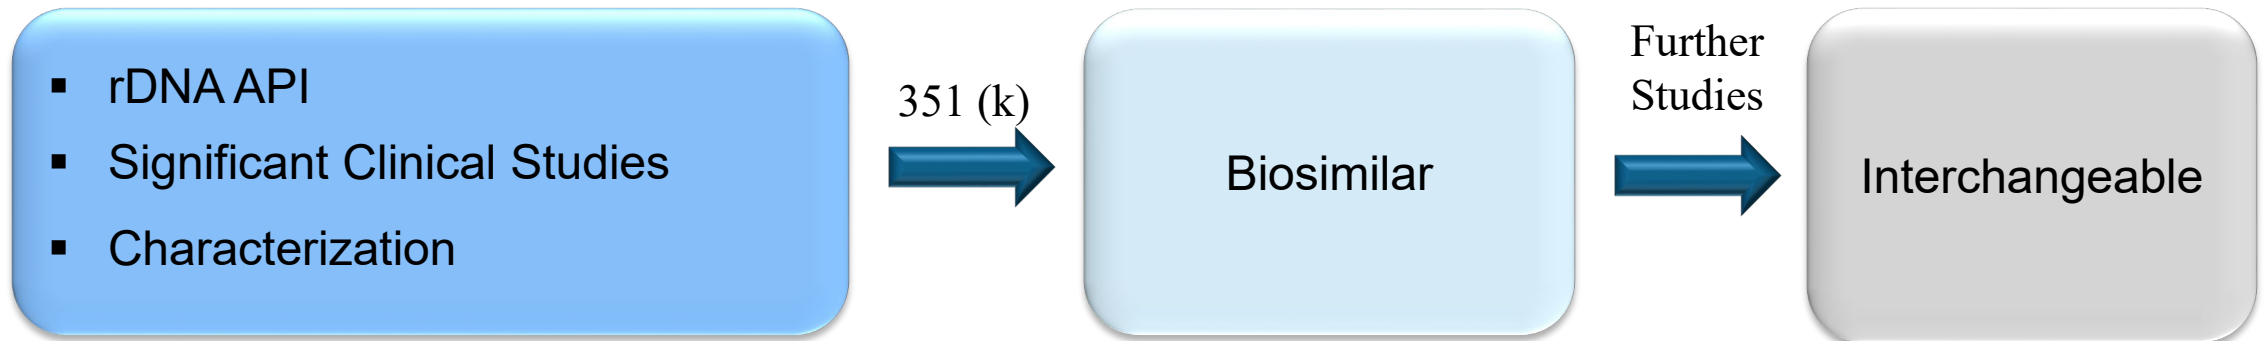 ▪ rDNA API
▪ Significant Clinical Studies
▪ Characterization
351 (k)
Biosimilar
Further
Studies
Interchangeable